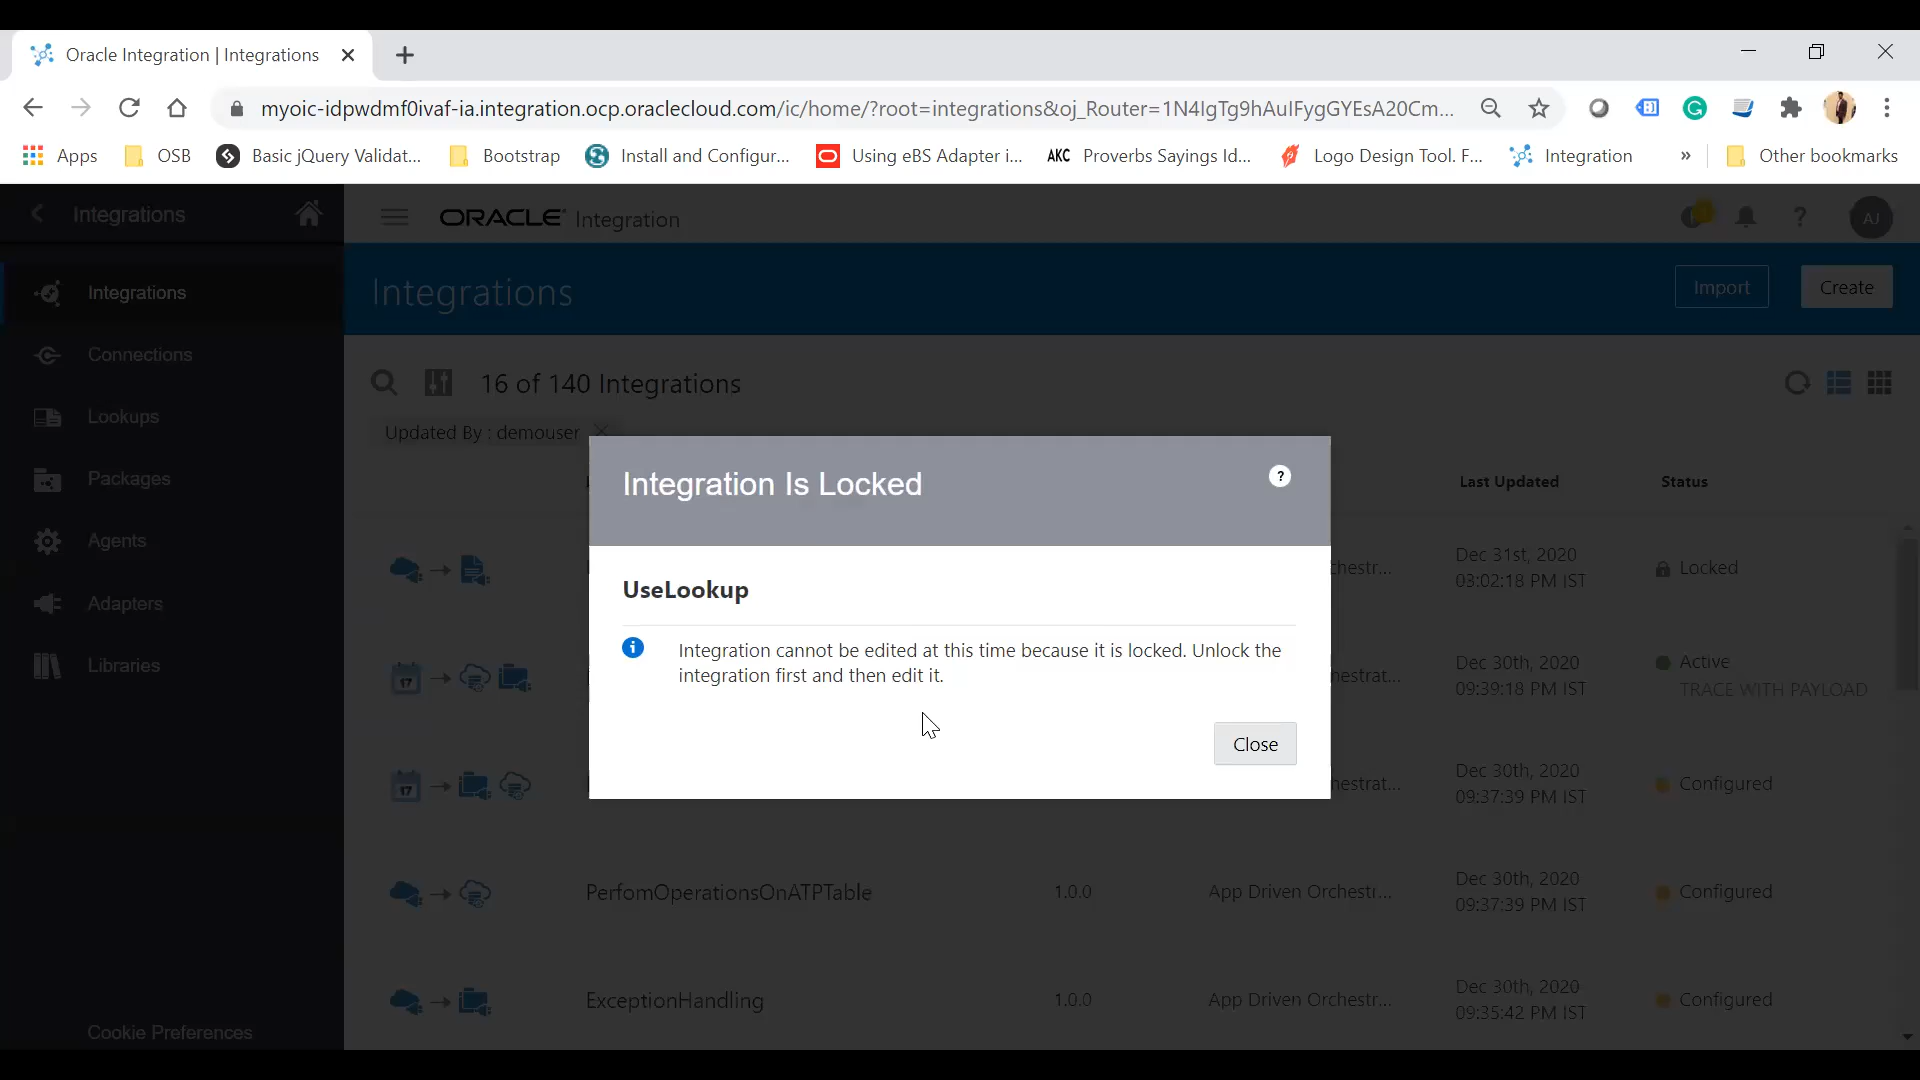 Oracle Integration | Integrations
myoic-idpwdmf0ivaf-ia.integration.ocp.oraclecloud.com/ic/home/?root=integrations&oj_Router=1N4IgTg9hAuIFygGYEsA20Cm...
Apps OSB Basic jQuery Validat... Bootstrap Install and Configur... Using eBS Adapter i... AKC Proverbs Sayings Id... Logo Design Tool. F... Integration » Other bookmarks
Integrations ORACLE Integration ? AJ
Integrations Import Create
Integrations
Connections
Lookups
Packages
Agents
Adapters
Libraries
Cookie Preferences
16 of 140 Integrations
Updated By : demouser
Last Updated Status
Integration Is Locked ?
UseLookup
Integration cannot be edited at this time because it is locked. Unlock the
integration first and then edit it.
Close
hestr... Dec 31st, 2020
03:02:18 PM IST Locked
17 hestrat... Dec 30th, 2020
09:39:18 PM IST Active
TRACE WITH PAYLOAD
17 hestrat... Dec 30th, 2020
09:37:39 PM IST Configured
PerfomOperationsOnATPTable 1.0.0 App Driven Orchestr... Dec 30th, 2020
09:37:39 PM IST Configured
ExceptionHandling 1.0.0 App Driven Orchestr... Dec 30th, 2020
09:35:42 PM IST Configured